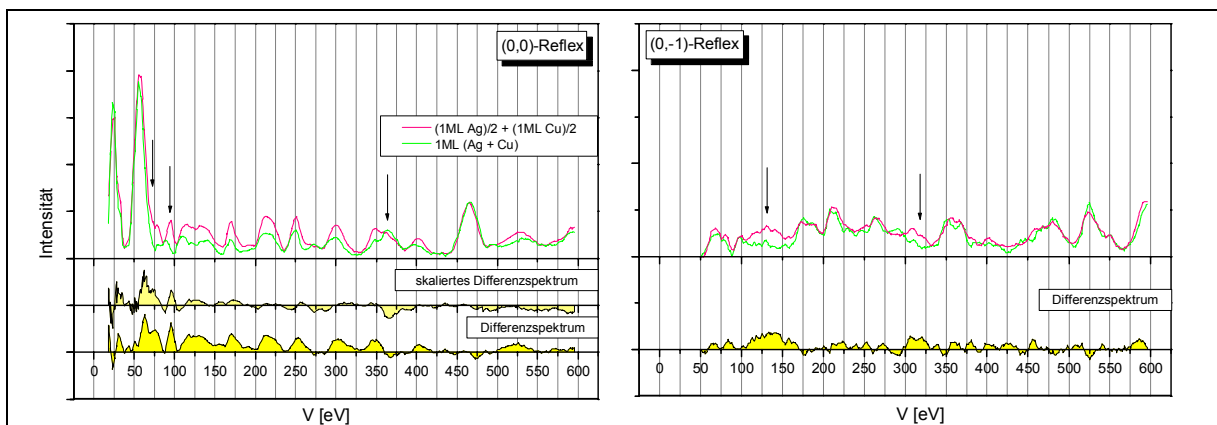 (0,0)-Reflex
(1ML Ag)/2 + (1ML Cu)/2
1ML (Ag + Cu)
Intensität
skaliertes Differenzspektrum
Differenzspektrum
0 50 100 150 200 250 300 350 400 450 500 550 600
V [eV]
(0,-1)-Reflex
Differenzspektrum
0 50 100 150 200 250 300 350 400 450 500 550 600
V [eV]